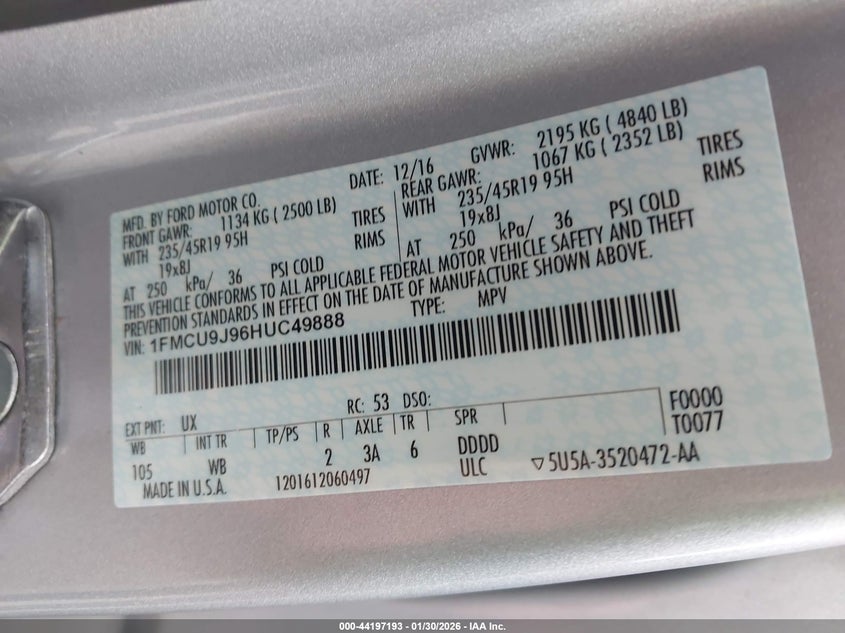 MFD. BY FORD MOTOR CO. DATE: 12/16 GVWR: 2195 KG ( 4840 LB)
FRONT GAWR: 1134 KG ( 2500 LB) REAR GAWR: 1067 KG ( 2352 LB)
WITH 235/45R19 95H TIRES WITH 235/45R19 95H TIRES
19x8J RIMS 19x8J RIMS
AT 250 kPa/ 36 PSI COLD AT 250 kPa/ 36 PSI COLD
THIS VEHICLE CONFORMS TO ALL APPLICABLE FEDERAL MOTOR VEHICLE SAFETY AND THEFT
PREVENTION STANDARDS IN EFFECT ON THE DATE OF MANUFACTURE SHOWN ABOVE.
VIN: 1FMCU9J96HUC49888 TYPE: MPV
EXT PNT: UX RC: 53 DSO: F0000
WB INT TR TP/PS R AXLE TR SPR T0077
105 WB 2 3A 6 DDDD
MADE IN U.S.A. 1201612060497 ULC ▽5U5A-3520472-AA
000-44197193 — 01/30/2026 — IAA Inc.